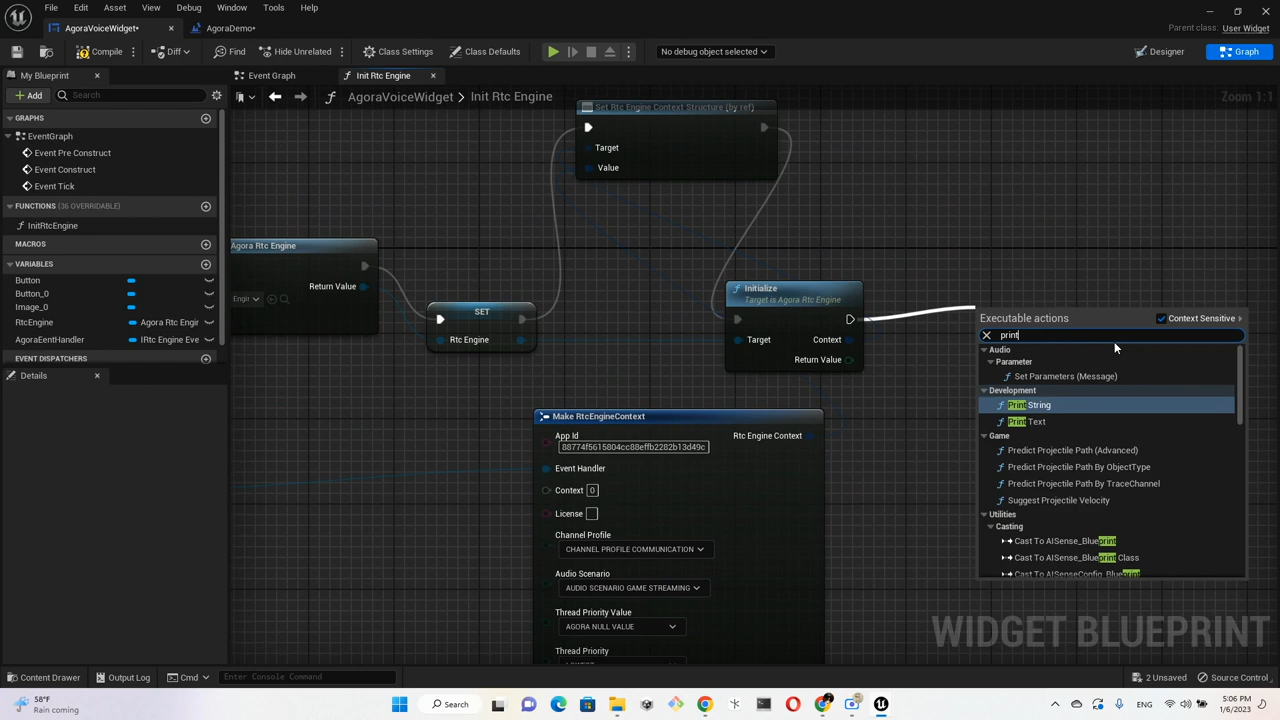 File Edit Asset View Debug Window Tools Help
AgoraVoiceWidget• AgoraDemo•
Parent class: User Widget
Compile Diff Find Hide Unrelated Class Settings Class Defaults No debug object selected Designer Graph
My Blueprint Event Graph Init Rtc Engine
Add Search AgoraVoiceWidget > Init Rtc Engine Zoom 1:1
GRAPHS
EventGraph
Event Pre Construct
Event Construct
Event Tick
FUNCTIONS (36 OVERRIDABLE)
InitRtcEngine
MACROS
VARIABLES
Button
Button_0
Image_0
RtcEngine Agora Rtc Engir
AgoraEentHandler IRtc Engine Eve
EVENT DISPATCHERS
Details
Set Rtc Engine Context Structure (by ref)
Target
Value
Agora Rtc Engine
Return Value
Engir
SET
Rtc Engine
Initialize
Target is Agora Rtc Engine
Target Context
Return Value
Make RtcEngineContext
App Id Rtc Engine Context
88774f5615804cc88effb2282b13d49c
Event Handler
Context 0
License
Channel Profile
CHANNEL PROFILE COMMUNICATION
Audio Scenario
AUDIO SCENARIO GAME STREAMING
Thread Priority Value
AGORA NULL VALUE
Thread Priority
Executable actions Context Sensitive
print
Audio
Parameter
Set Parameters (Message)
Development
Print String
Print Text
Game
Predict Projectile Path (Advanced)
Predict Projectile Path By ObjectType
Predict Projectile Path By TraceChannel
Suggest Projectile Velocity
Utilities
Casting
Cast To AISense_Blueprint
Cast To AISense_Blueprint Class
Cast To AISenseConfig_Blueprint
WIDGET BLUEPRINT
Content Drawer Output Log Cmd Enter Console Command 2 Unsaved Source Control
58°F
Rain coming
Search
5:06 PM
1/6/2023